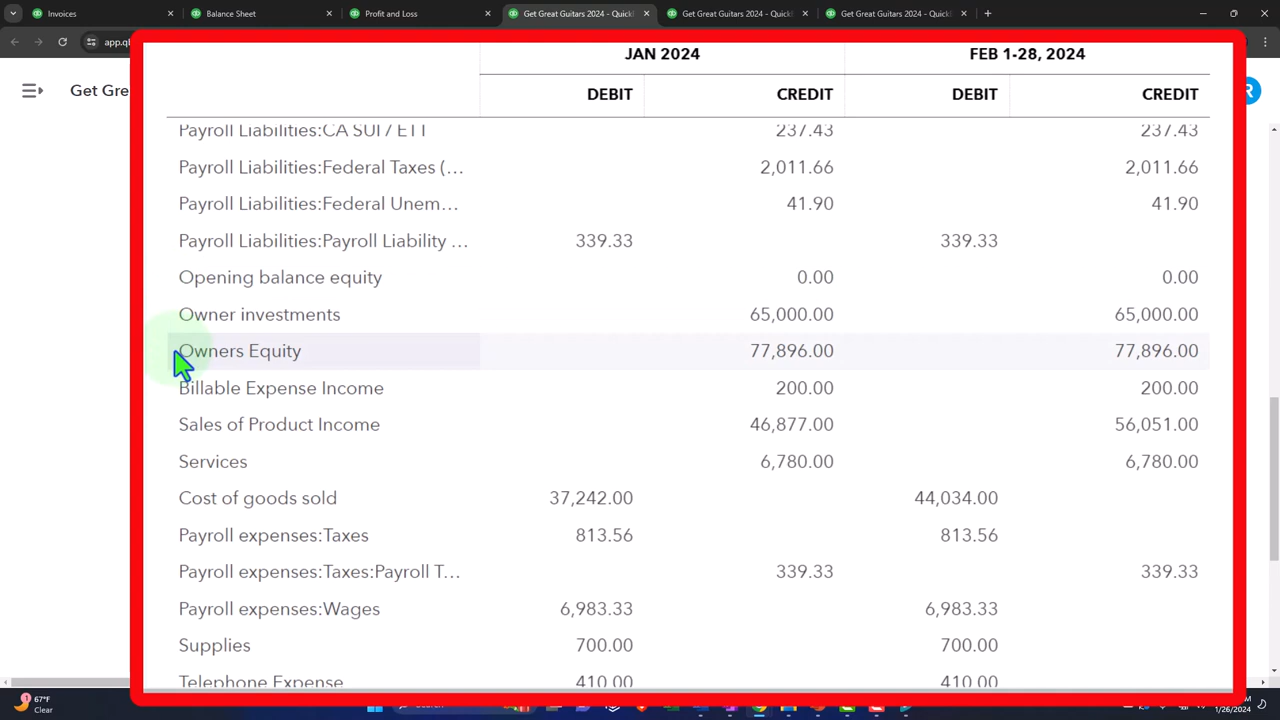 Invoices
Profit and Loss
Get Great Guitars 2024 - Quick
Get Great Guitars 2024 - Quick
Get Great Guitars 2024 - Quick
app.q
Get Gre
R
JAN 2024 FEB 1-28, 2024
DEBIT CREDIT DEBIT CREDIT
Payroll Liabilities:CA SUI / ETT 237.43 237.43
Payroll Liabilities:Federal Taxes (… 2,011.66 2,011.66
Payroll Liabilities:Federal Unem… 41.90 41.90
Payroll Liabilities:Payroll Liability … 339.33 339.33
Opening balance equity 0.00 0.00
Owner investments 65,000.00 65,000.00
Owners Equity 77,896.00 77,896.00
Billable Expense Income 200.00 200.00
Sales of Product Income 46,877.00 56,051.00
Services 6,780.00 6,780.00
Cost of goods sold 37,242.00 44,034.00
Payroll expenses:Taxes 813.56 813.56
Payroll expenses:Taxes:Payroll T… 339.33 339.33
Payroll expenses:Wages 6,983.33 6,983.33
Supplies 700.00 700.00
Telephone Expense 410.00 410.00
67°F
Clear
1/26/2024